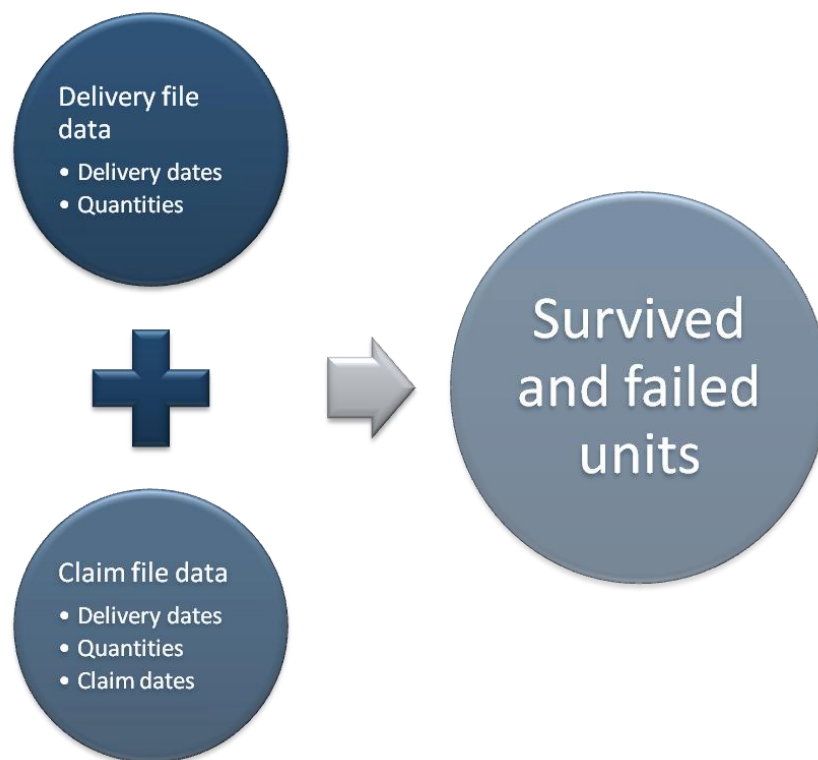 Delivery file
data
• Delivery dates
• Quantities
Survived
and failed
units
Claim file data
• Delivery dates
• Quantities
• Claim dates